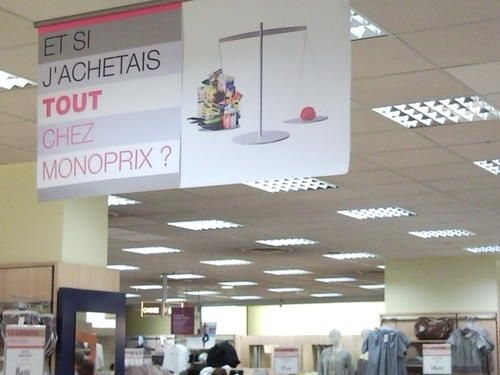 ET SI
J'ACHETAIS
TOUT
CHEZ
MONOPRIX ?